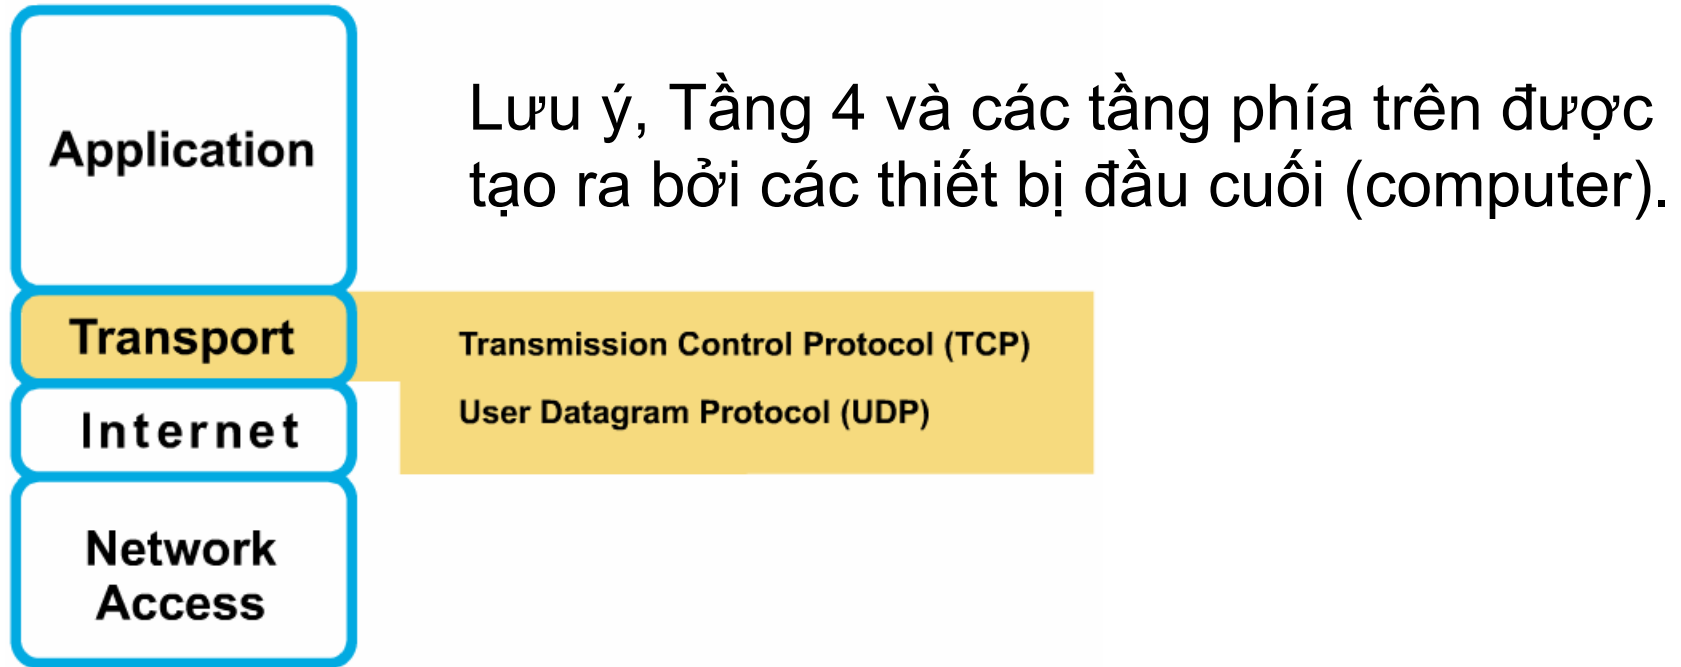 Application
Lưu ý, Tầng 4 và các tầng phía trên được
tạo ra bởi các thiết bị đầu cuối (computer).
Transport
Transmission Control Protocol (TCP)
User Datagram Protocol (UDP)
Internet
Network
Access